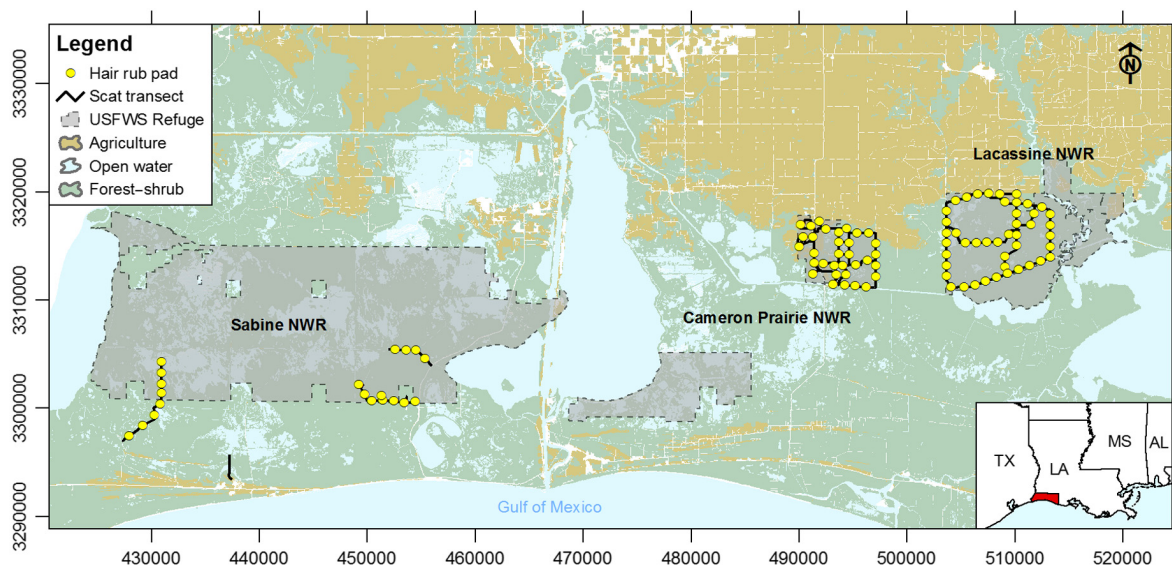 Legend
Hair rub pad
Scat transect
USFWS Refuge
Agriculture
Open water
Forest−shrub
N
Lacassine NWR
Sabine NWR
Cameron Prairie NWR
Gulf of Mexico
TX
LA
MS
AL
3330000
3320000
3310000
3300000
3290000
430000 440000 450000 460000 470000 480000 490000 500000 510000 520000